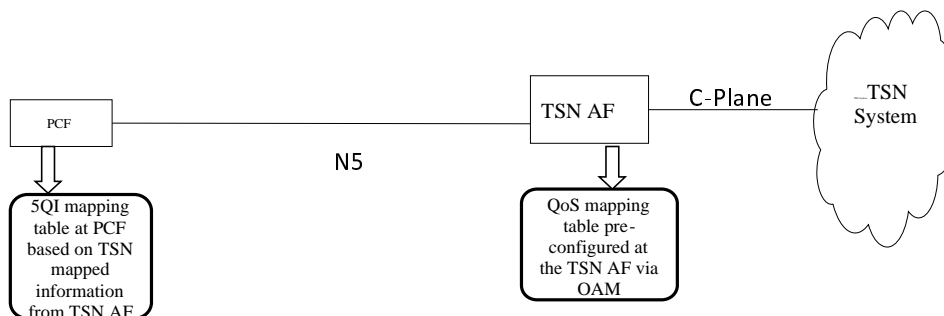 C-Plane
TSN
System
TSN AF
PCF
N5
5QI mapping
table at PCF
based on TSN
mapped
information
from TSN AF
QoS mapping
table pre-
configured at
the TSN AF via
OAM